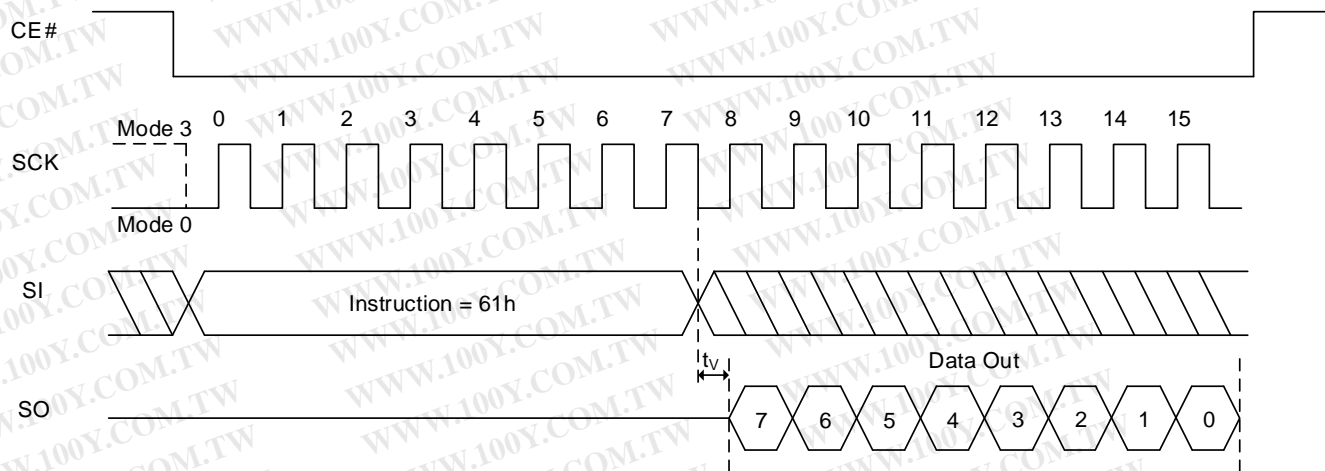 CE#
0 1 2 3 4 5 6 7 8 9 10 11 12 13 14 15
Mode 3
SCK
Mode 0
SI
Instruction = 61h
tV
Data Out
SO
7 6 5 4 3 2 1 0
WWW.100Y.COM.TW